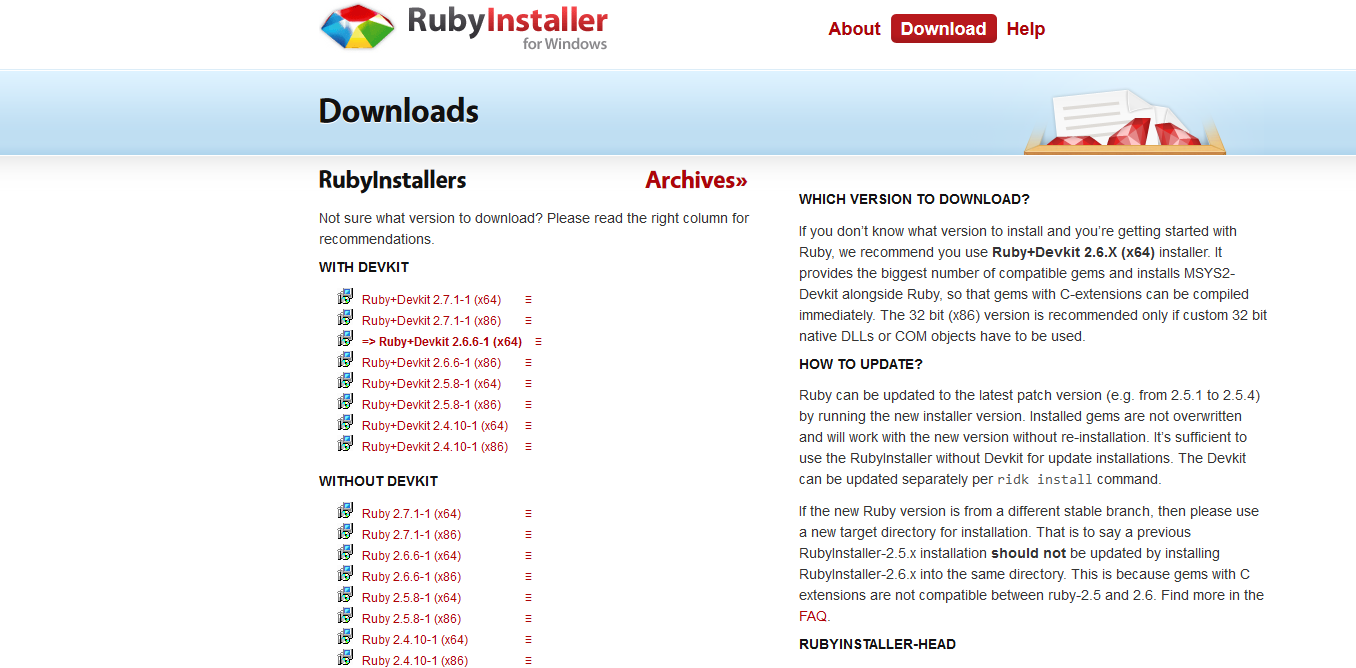 RubyInstaller
for Windows
About Download Help
Downloads
RubyInstallers Archives»
Not sure what version to download? Please read the right column for
recommendations.
WITH DEVKIT
Ruby+Devkit 2.7.1-1 (x64)
Ruby+Devkit 2.7.1-1 (x86)
=> Ruby+Devkit 2.6.6-1 (x64)
Ruby+Devkit 2.6.6-1 (x86)
Ruby+Devkit 2.5.8-1 (x64)
Ruby+Devkit 2.5.8-1 (x86)
Ruby+Devkit 2.4.10-1 (x64)
Ruby+Devkit 2.4.10-1 (x86)
WITHOUT DEVKIT
Ruby 2.7.1-1 (x64)
Ruby 2.7.1-1 (x86)
Ruby 2.6.6-1 (x64)
Ruby 2.6.6-1 (x86)
Ruby 2.5.8-1 (x64)
Ruby 2.5.8-1 (x86)
Ruby 2.4.10-1 (x64)
Ruby 2.4.10-1 (x86)
WHICH VERSION TO DOWNLOAD?
If you don’t know what version to install and you’re getting started with
Ruby, we recommend you use Ruby+Devkit 2.6.X (x64) installer. It
provides the biggest number of compatible gems and installs MSYS2-
Devkit alongside Ruby, so that gems with C-extensions can be compiled
immediately. The 32 bit (x86) version is recommended only if custom 32 bit
native DLLs or COM objects have to be used.
HOW TO UPDATE?
Ruby can be updated to the latest patch version (e.g. from 2.5.1 to 2.5.4)
by running the new installer version. Installed gems are not overwritten
and will work with the new version without re-installation. It’s sufficient to
use the RubyInstaller without Devkit for update installations. The Devkit
can be updated separately per ridk install command.
If the new Ruby version is from a different stable branch, then please use
a new target directory for installation. That is to say a previous
RubyInstaller-2.5.x installation should not be updated by installing
RubyInstaller-2.6.x into the same directory. This is because gems with C
extensions are not compatible between ruby-2.5 and 2.6. Find more in the
FAQ.
RUBYINSTALLER-HEAD